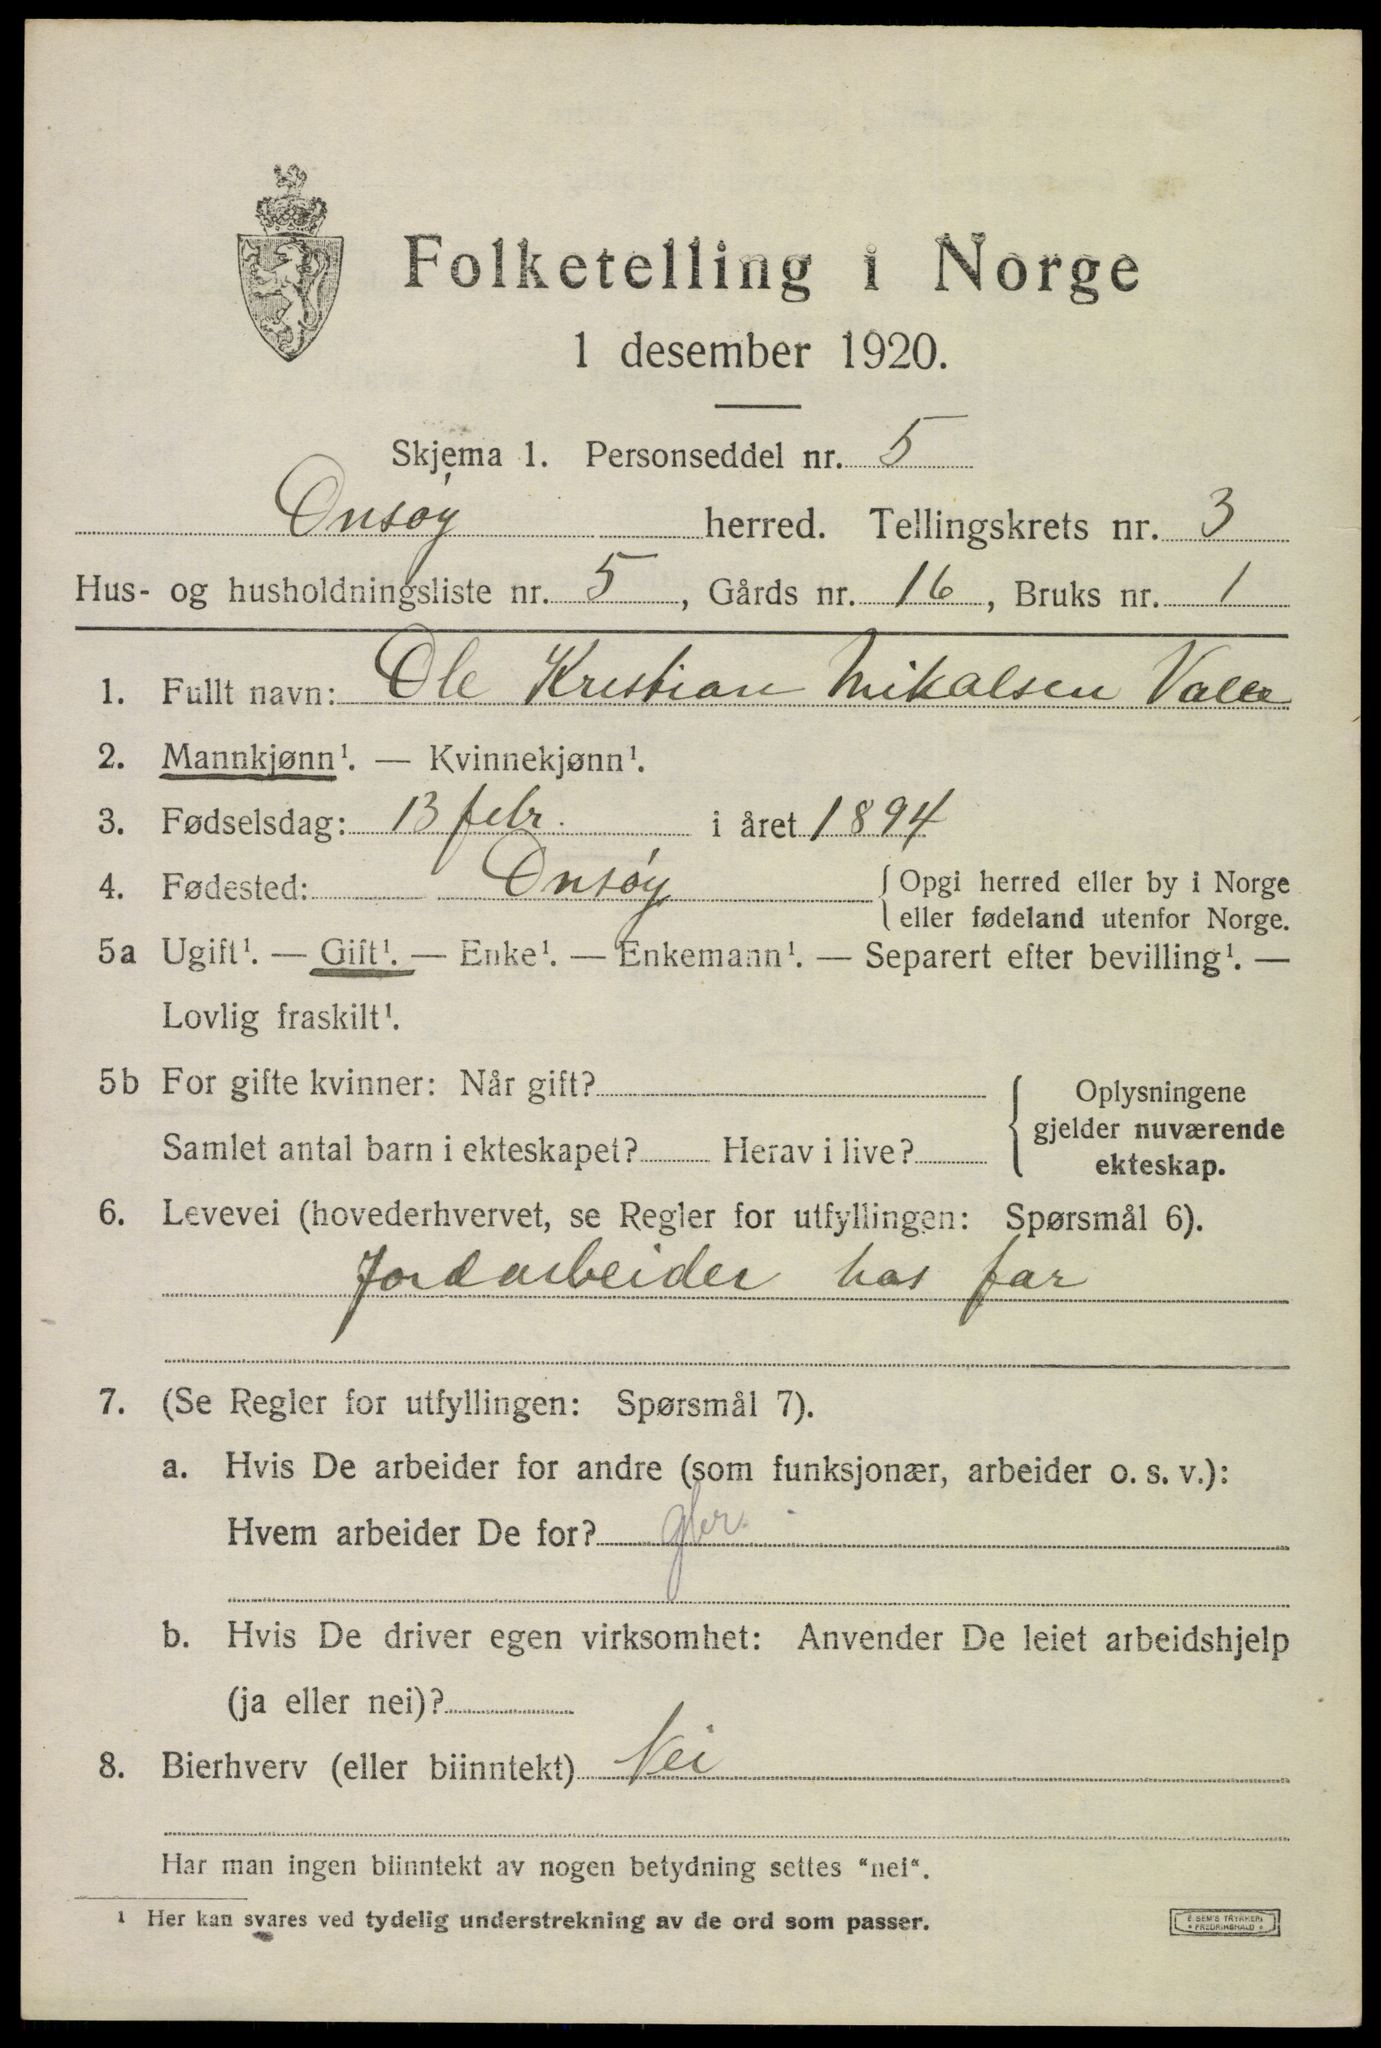 Folketelling i Norge
1 desember 1920.
Skjema 1. Personseddel nr. 5
Onsøy herred. Tellingskrets nr. 3
Hus- og husholdningsliste nr. 5, Gårds nr. 16, Bruks nr. 1
1. Fullt navn: Ole Kristian Mikalsen Valle
2. Mannkjønn¹. — Kvinnekjønn¹.
3. Fødselsdag: 13 febr. i året 1894
4. Fødested: Onsøy { Opgi herred eller by i Norge
eller fødeland utenfor Norge.
5a Ugift¹. — Gift¹. — Enke¹. — Enkemann¹. — Separert efter bevilling¹. —
Lovlig fraskilt¹.
5b For gifte kvinner: Når gift?
Samlet antal barn i ekteskapet? Herav i live?
{ Oplysningene
gjelder nuværende
ekteskap.
6. Levevei (hovederhvervet, se Regler for utfyllingen: Spørsmål 6).
Jordarbeider hos far
7. (Se Regler for utfyllingen: Spørsmål 7).
a. Hvis De arbeider for andre (som funksjonær, arbeider o. s. v.):
Hvem arbeider De for?
b. Hvis De driver egen virksomhet: Anvender De leiet arbeidshjelp
(ja eller nei)?
8. Bierhverv (eller biinntekt) Nei
Har man ingen biinntekt av nogen betydning settes "nei".
¹ Her kan svares ved tydelig understrekning av de ord som passer.
E SEM'S TRYKKERI
* FREDRIKSHALD *